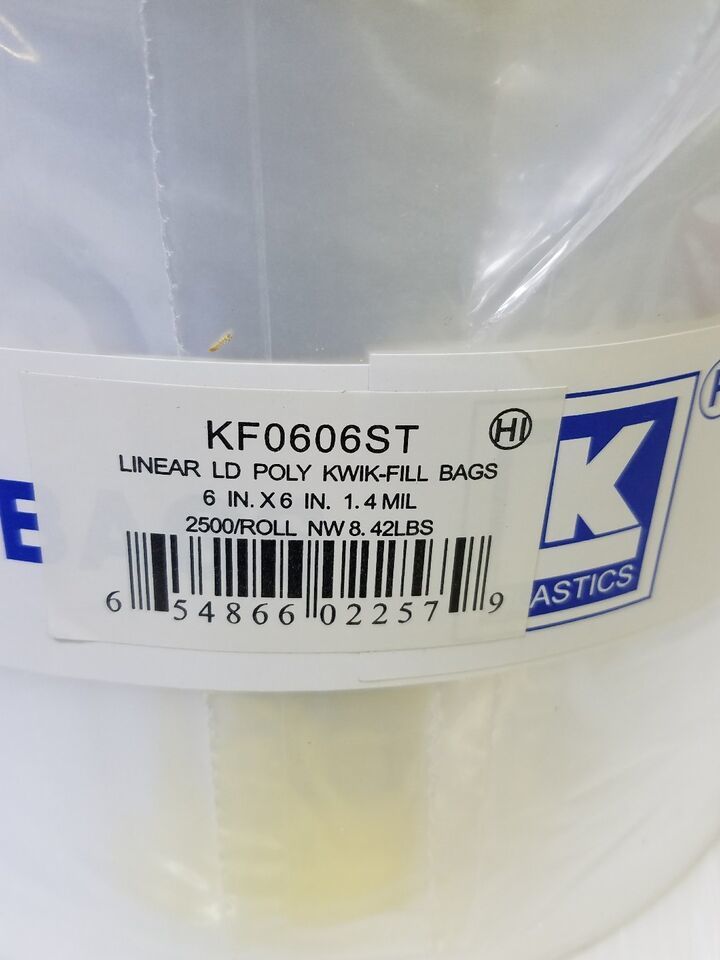 KF0606ST HI
LINEAR LD POLY KWIK-FILL BAGS
6 IN. X 6 IN. 1.4 MIL
2500/ROLL NW 8.42LBS
6 54866 02257 9
K
ASTICS
E